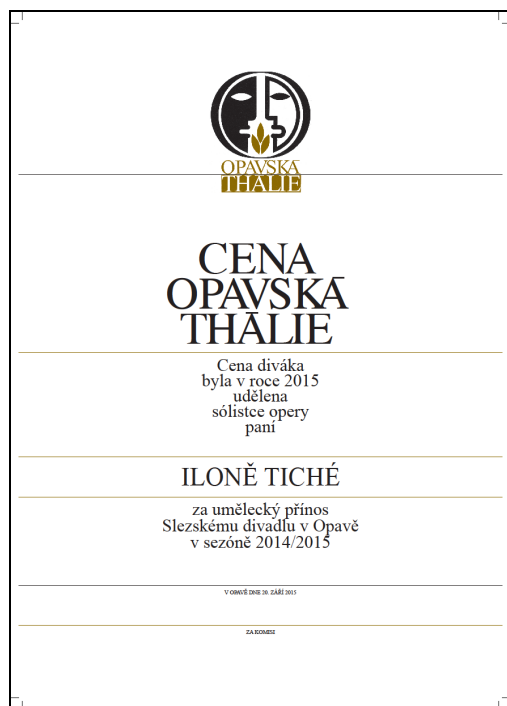 OPAVSKÁ
THÁLIE
CENA
OPAVSKÁ
THÁLIE
Cena diváka
byla v roce 2015
udělena
sólistce opery
paní
ILONĚ TICHÉ
za umělecký přínos
Slezskému divadlu v Opavě
v sezóně 2014/2015
V OPAVĚ DNE 20. ZÁŘÍ 2015
ZA KOMISI